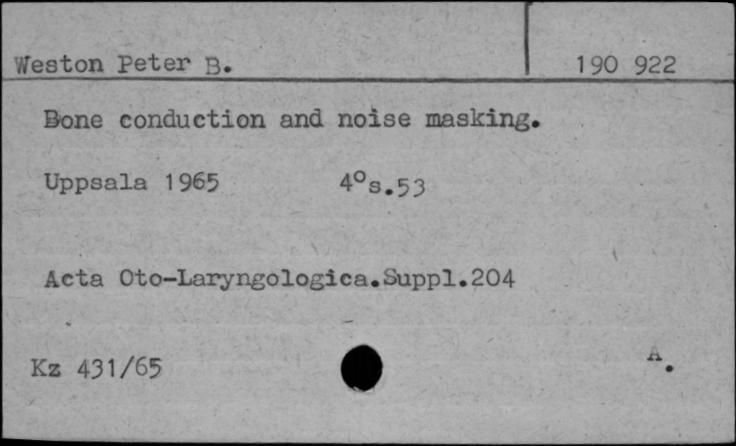 Weston Peter B. 190 922
Bone conduction and noise masking.
Uppsala 1965 4°s.53
Acta Oto-Laryngologica.Suppl.204
Kz 431/65 A.